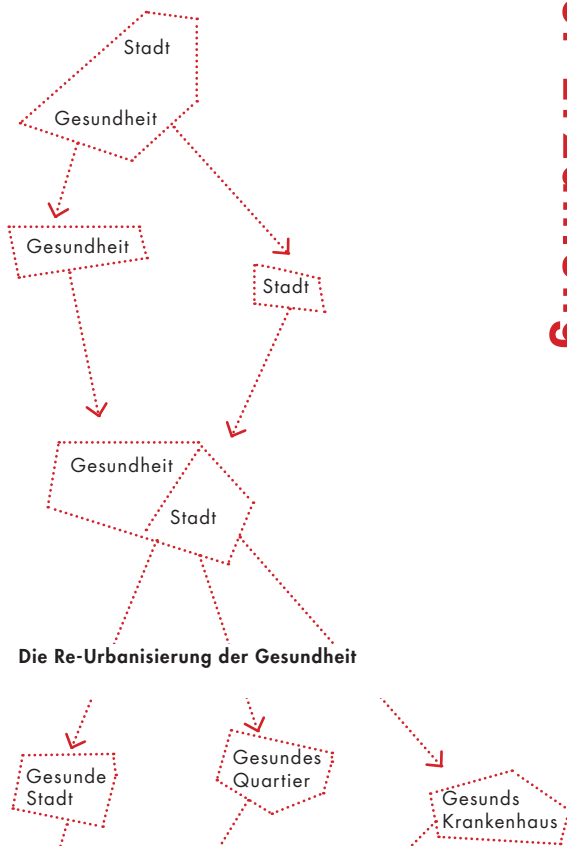 Stadt
Gesundheit
Gesundheit
Stadt
Gesundheit
Stadt
Die Re-Urbanisierung der Gesundheit
Gesunde
Stadt
Gesundes
Quartier
Gesunds
Krankenhaus